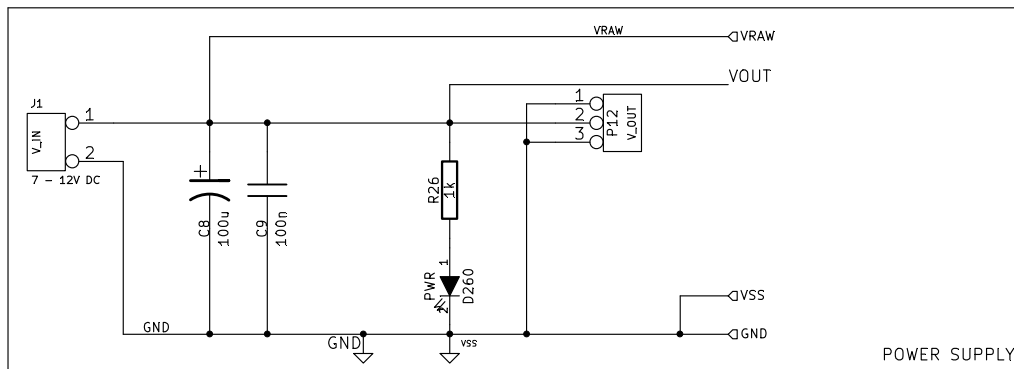 VRAW
VRAW
VOUT
J1
1
V_IN
2
7 - 12V DC
1
2
3
P12
V_OUT
C8
100u
C9
100n
R26
1k
1
PWR
D260
2
VSS
GND
GND
GND
VSS
POWER SUPPLY